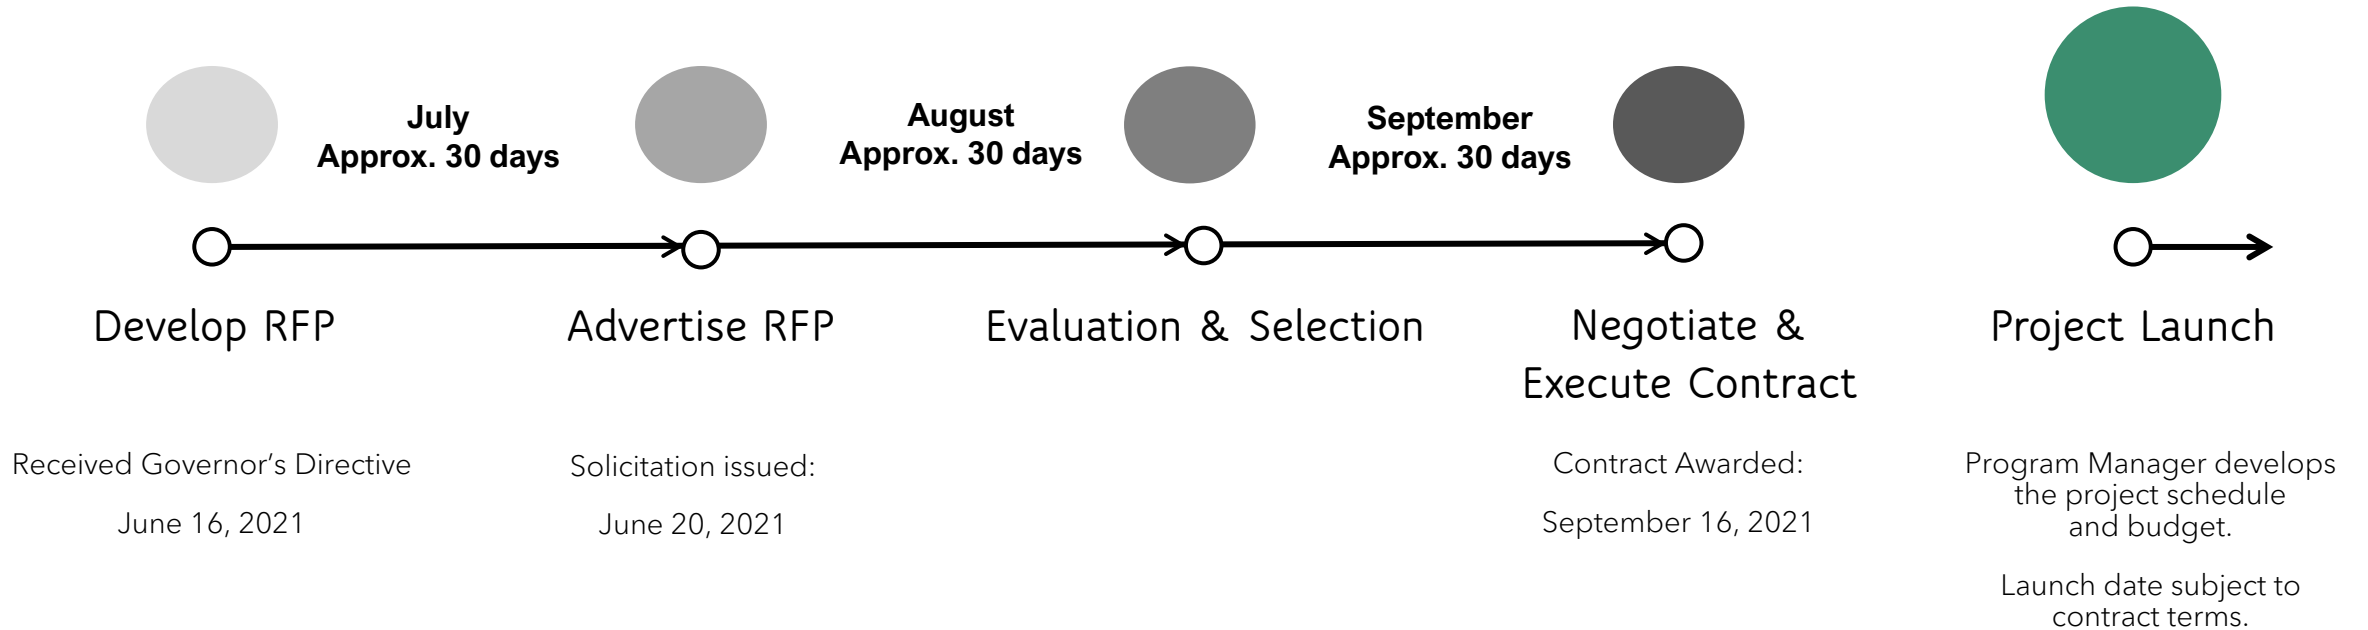 July
Approx. 30 days
August
Approx. 30 days
September
Approx. 30 days
Develop RFP
Advertise RFP
Evaluation & Selection
Negotiate &
Execute Contract
Project Launch
Received Governor’s Directive
June 16, 2021
Solicitation issued:
June 20, 2021
Contract Awarded:
September 16, 2021
Program Manager develops
the project schedule
and budget.
Launch date subject to
contract terms.